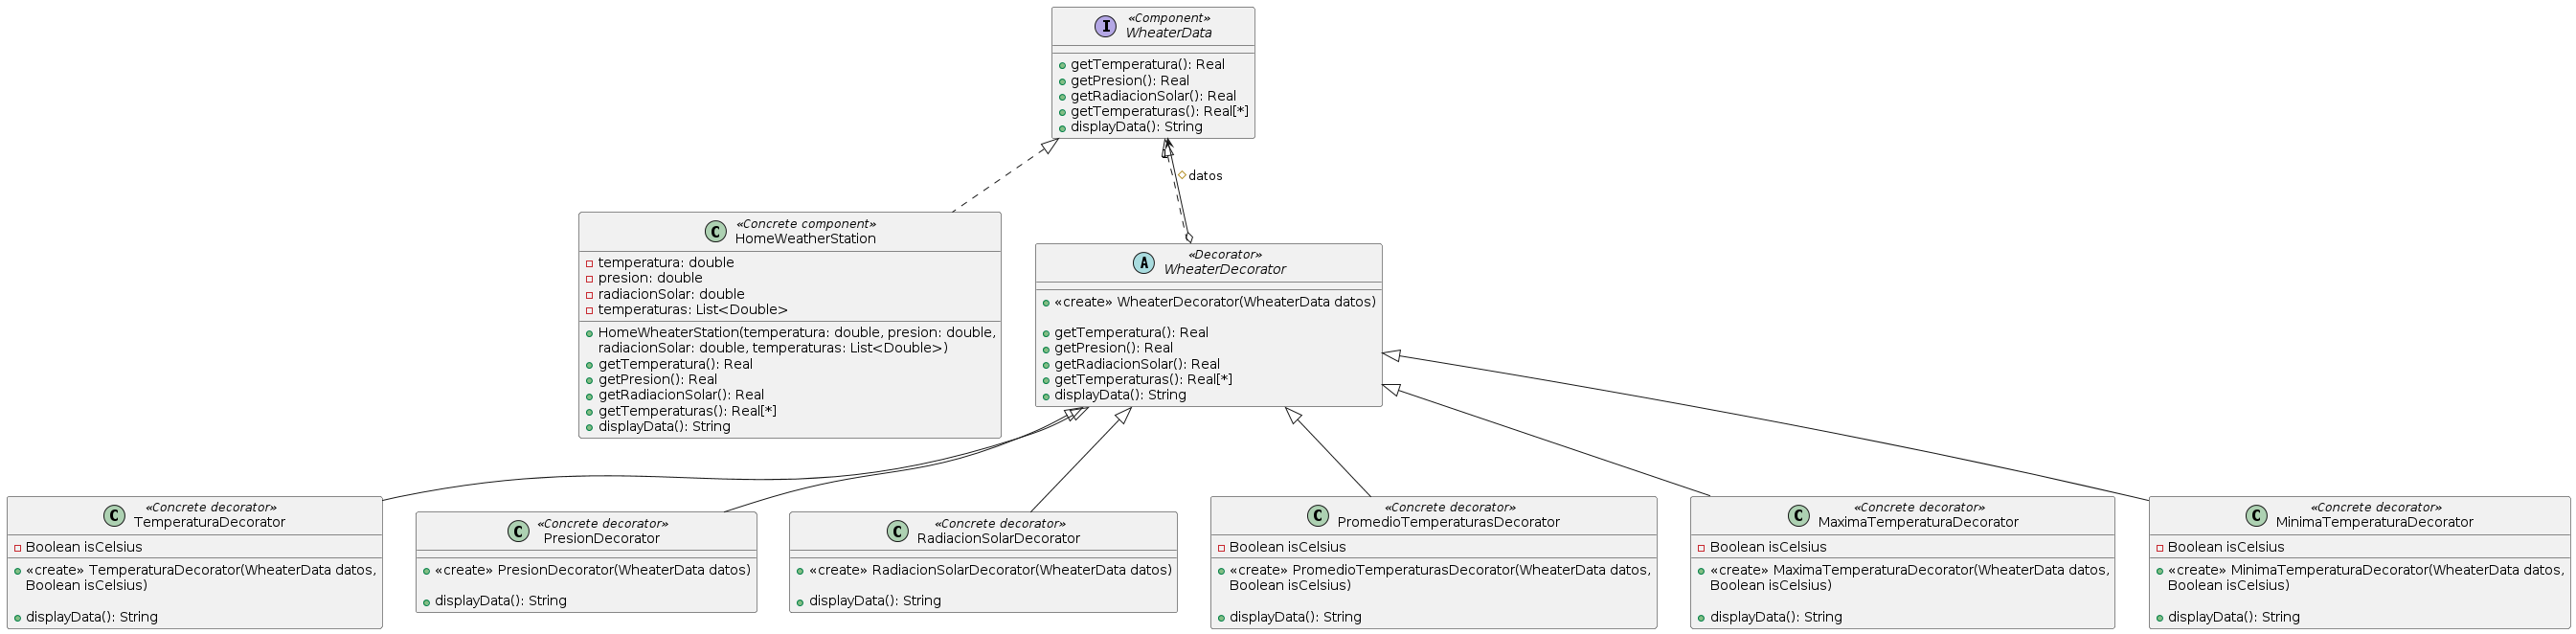 «Component»
I
WheaterData
getTemperatura(): Real
getPresion(): Real
getRadiacionSolar(): Real
getTemperaturas(): Real[*]
displayData(): String
datos
«Concrete component»
C
HomeWeatherStation
temperatura: double
presion: double
radiacionSolar: double
temperaturas: List<Double>
HomeWheaterStation(temperatura: double, presion: double,
radiacionSolar: double, temperaturas: List<Double>)
getTemperatura(): Real
getPresion(): Real
getRadiacionSolar(): Real
getTemperaturas(): Real[*]
displayData(): String
«Decorator»
A
WheaterDecorator
«create» WheaterDecorator(WheaterData datos)
getTemperatura(): Real
getPresion(): Real
getRadiacionSolar(): Real
getTemperaturas(): Real[*]
displayData(): String
«Concrete decorator»
C
TemperaturaDecorator
Boolean isCelsius
«create» TemperaturaDecorator(WheaterData datos,
Boolean isCelsius)
displayData(): String
«Concrete decorator»
C
PresionDecorator
«create» PresionDecorator(WheaterData datos)
displayData(): String
«Concrete decorator»
C
RadiacionSolarDecorator
«create» RadiacionSolarDecorator(WheaterData datos)
displayData(): String
«Concrete decorator»
C
PromedioTemperaturasDecorator
Boolean isCelsius
«create» PromedioTemperaturasDecorator(WheaterData datos,
Boolean isCelsius)
displayData(): String
«Concrete decorator»
C
MaximaTemperaturaDecorator
Boolean isCelsius
«create» MaximaTemperaturaDecorator(WheaterData datos,
Boolean isCelsius)
displayData(): String
«Concrete decorator»
C
MinimaTemperaturaDecorator
Boolean isCelsius
«create» MinimaTemperaturaDecorator(WheaterData datos,
Boolean isCelsius)
displayData(): String